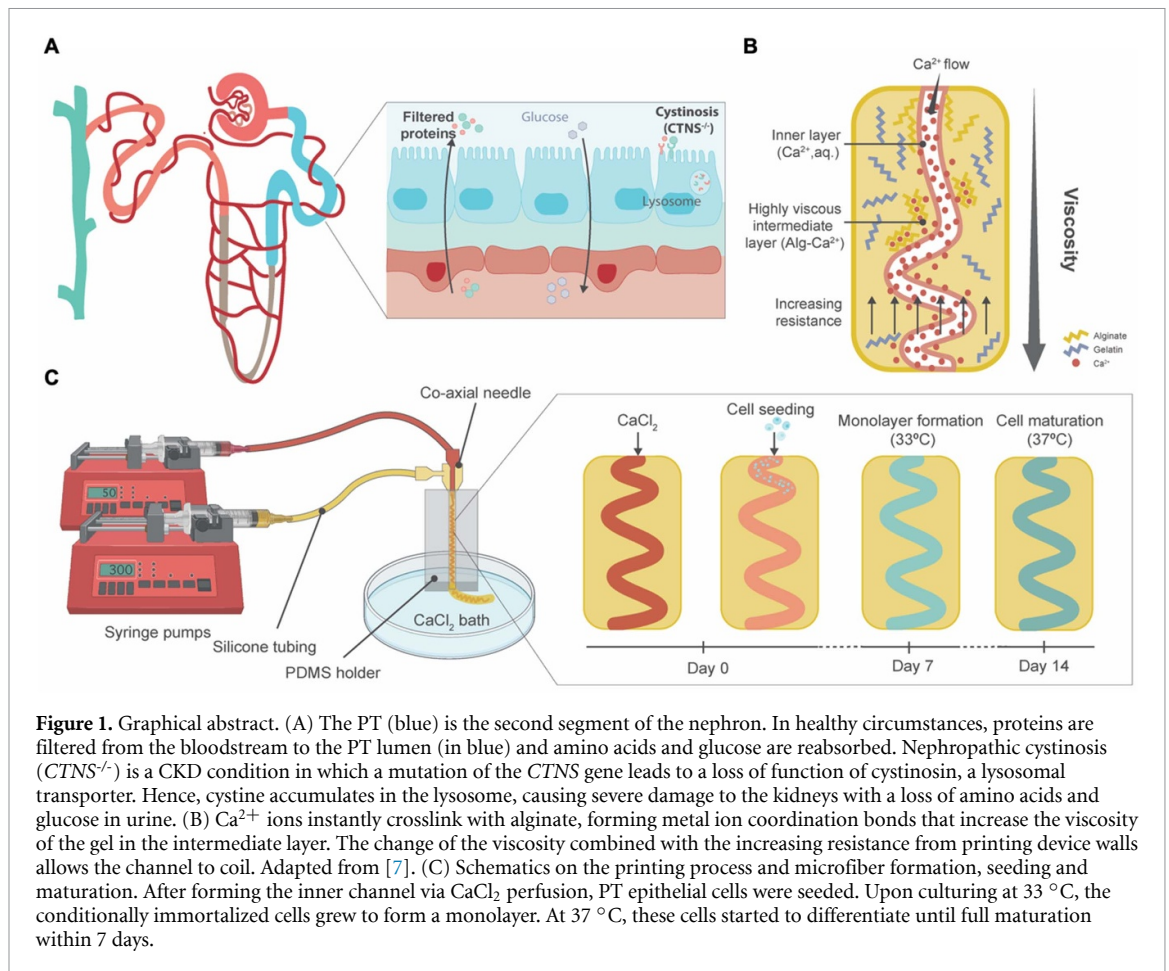 A
Filtered
proteins
Glucose
Cystinosis
(CTNS-/-)
Lysosome
B
Ca2+ flow
Inner layer
(Ca2+,aq.)
Highly viscous
intermediate
layer (Alg-Ca2+)
Increasing
resistance
Viscosity
Alginate
Gelatin
Ca2+
C
Co-axial needle
50
300
Syringe pumps
Silicone tubing
PDMS holder
CaCl2 bath
CaCl2
Cell seeding
Monolayer formation
(33ºC)
Cell maturation
(37ºC)
Day 0
Day 7
Day 14
Figure 1. Graphical abstract. (A) The PT (blue) is the second segment of the nephron. In healthy circumstances, proteins are
filtered from the bloodstream to the PT lumen (in blue) and amino acids and glucose are reabsorbed. Nephropathic cystinosis
(CTNS-/-) is a CKD condition in which a mutation of the CTNS gene leads to a loss of function of cystinosin, a lysosomal
transporter. Hence, cystine accumulates in the lysosome, causing severe damage to the kidneys with a loss of amino acids and
glucose in urine. (B) Ca2+ ions instantly crosslink with alginate, forming metal ion coordination bonds that increase the viscosity
of the gel in the intermediate layer. The change of the viscosity combined with the increasing resistance from printing device walls
allows the channel to coil. Adapted from [7]. (C) Schematics on the printing process and microfiber formation, seeding and
maturation. After forming the inner channel via CaCl2 perfusion, PT epithelial cells were seeded. Upon culturing at 33 °C, the
conditionally immortalized cells grew to form a monolayer. At 37 °C, these cells started to differentiate until full maturation
within 7 days.